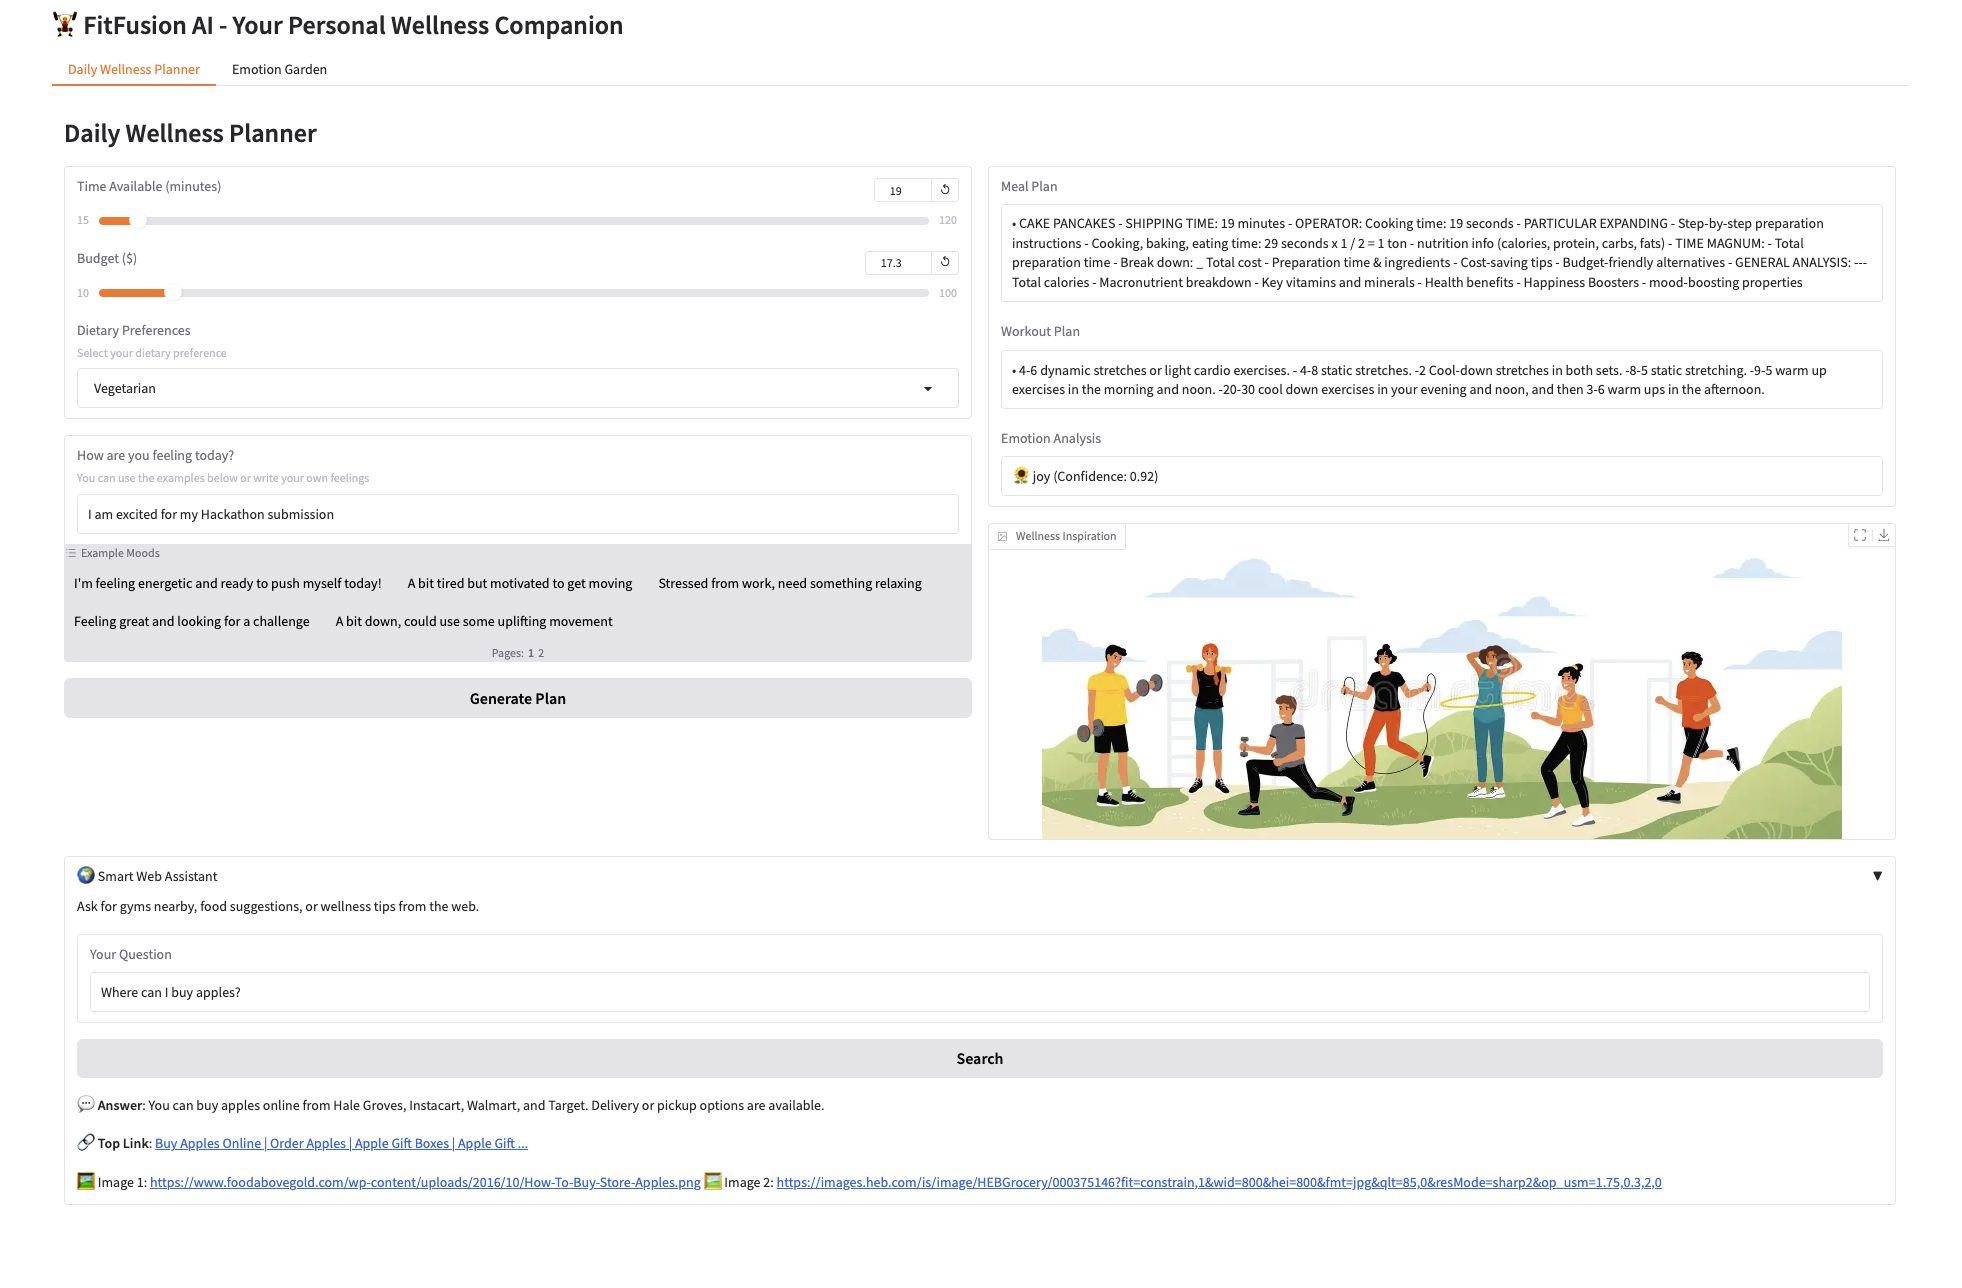 FitFusion AI - Your Personal Wellness Companion
Daily Wellness Planner
Emotion Garden
Daily Wellness Planner
Time Available (minutes)
19
15
120
Budget ($)
17.3
10
100
Dietary Preferences
Select your dietary preference
Vegetarian
How are you feeling today?
You can use the examples below or write your own feelings
I am excited for my Hackathon submission
Example Moods
I'm feeling energetic and ready to push myself today!
A bit tired but motivated to get moving
Stressed from work, need something relaxing
Feeling great and looking for a challenge
A bit down, could use some uplifting movement
Pages: 1 2
Generate Plan
Meal Plan
• CAKE PANCAKES - SHIPPING TIME: 19 minutes - OPERATOR: Cooking time: 19 seconds - PARTICULAR EXPANDING - Step-by-step preparation
instructions - Cooking, baking, eating time: 29 seconds x 1 / 2 = 1 ton - nutrition info (calories, protein, carbs, fats) - TIME MAGNUM: - Total
preparation time - Break down: _ Total cost - Preparation time & ingredients - Cost-saving tips - Budget-friendly alternatives - GENERAL ANALYSIS: ---
Total calories - Macronutrient breakdown - Key vitamins and minerals - Health benefits - Happiness Boosters - mood-boosting properties
Workout Plan
• 4-6 dynamic stretches or light cardio exercises. - 4-8 static stretches. -2 Cool-down stretches in both sets. -8-5 static stretching. -9-5 warm up
exercises in the morning and noon. -20-30 cool down exercises in your evening and noon, and then 3-6 warm ups in the afternoon.
Emotion Analysis
joy (Confidence: 0.92)
Wellness Inspiration
Smart Web Assistant
Ask for gyms nearby, food suggestions, or wellness tips from the web.
Your Question
Where can I buy apples?
Search
Answer: You can buy apples online from Hale Groves, Instacart, Walmart, and Target. Delivery or pickup options are available.
Top Link: Buy Apples Online | Order Apples | Apple Gift Boxes | Apple Gift ...
Image 1: https://www.foodabovegold.com/wp-content/uploads/2016/10/How-To-Buy-Store-Apples.png Image 2: https://images.heb.com/is/image/HEBGrocery/000375146?fit=constrain,1&wid=800&hei=800&fmt=jpg&qlt=85,0&resMode=sharp2&op_usm=1.75,0.3,2,0